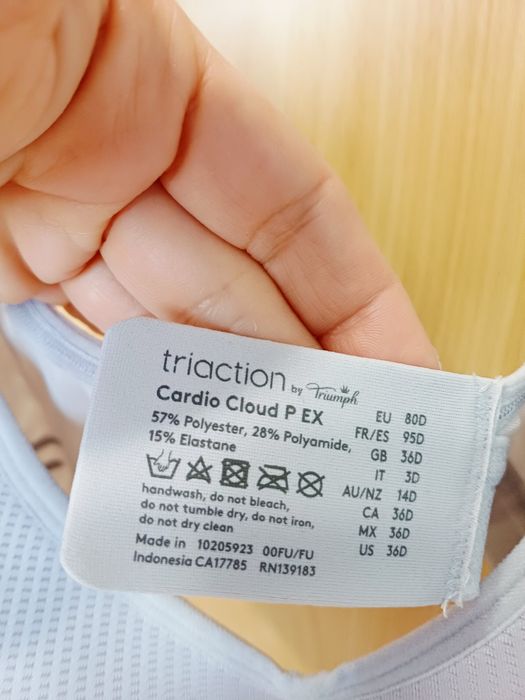 triaction by Triumph
Cardio Cloud P EX
57% Polyester, 28% Polyamide,
15% Elastane
handwash, do not bleach,
do not tumble dry, do not iron,
do not dry clean
Made in 10205923 00FU/FU
Indonesia CA17785 RN139183
EU 80D
FR/ES 95D
GB 36D
IT 3D
AU/NZ 14D
CA 36D
MX 36D
US 36D